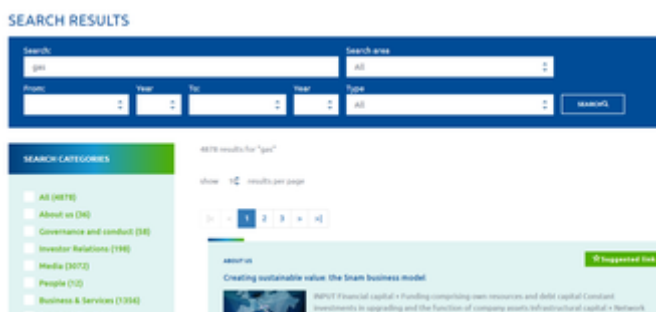 SEARCH RESULTS
Search: Search area
gas All
From: Year To: Year Type
All SEARCH
SEARCH CATEGORIES
4878 results for "gas"
show 10 results per page
All (4878)
About us (36)
Governance and conduct (58)
Investor Relations (198)
Media (3072)
People (12)
Business & Services (1356)
|« « 1 2 3 » »|
ABOUT US
Suggested link
Creating sustainable value: the Snam business model
INPUT Financial capital • Funding comprising own resources and debt capital Constant
investments in upgrading and the function of company assets Infrastructural capital • Network